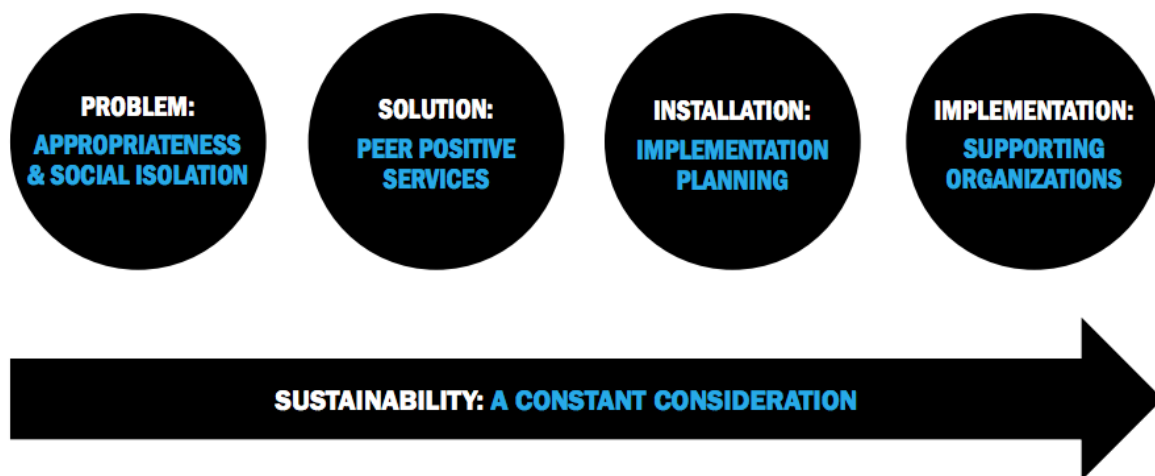 PROBLEM:
APPROPRIATENESS
& SOCIAL ISOLATION
SOLUTION:
PEER POSITIVE
SERVICES
INSTALLATION:
IMPLEMENTATION
PLANNING
IMPLEMENTATION:
SUPPORTING
ORGANIZATIONS
SUSTAINABILITY: A CONSTANT CONSIDERATION